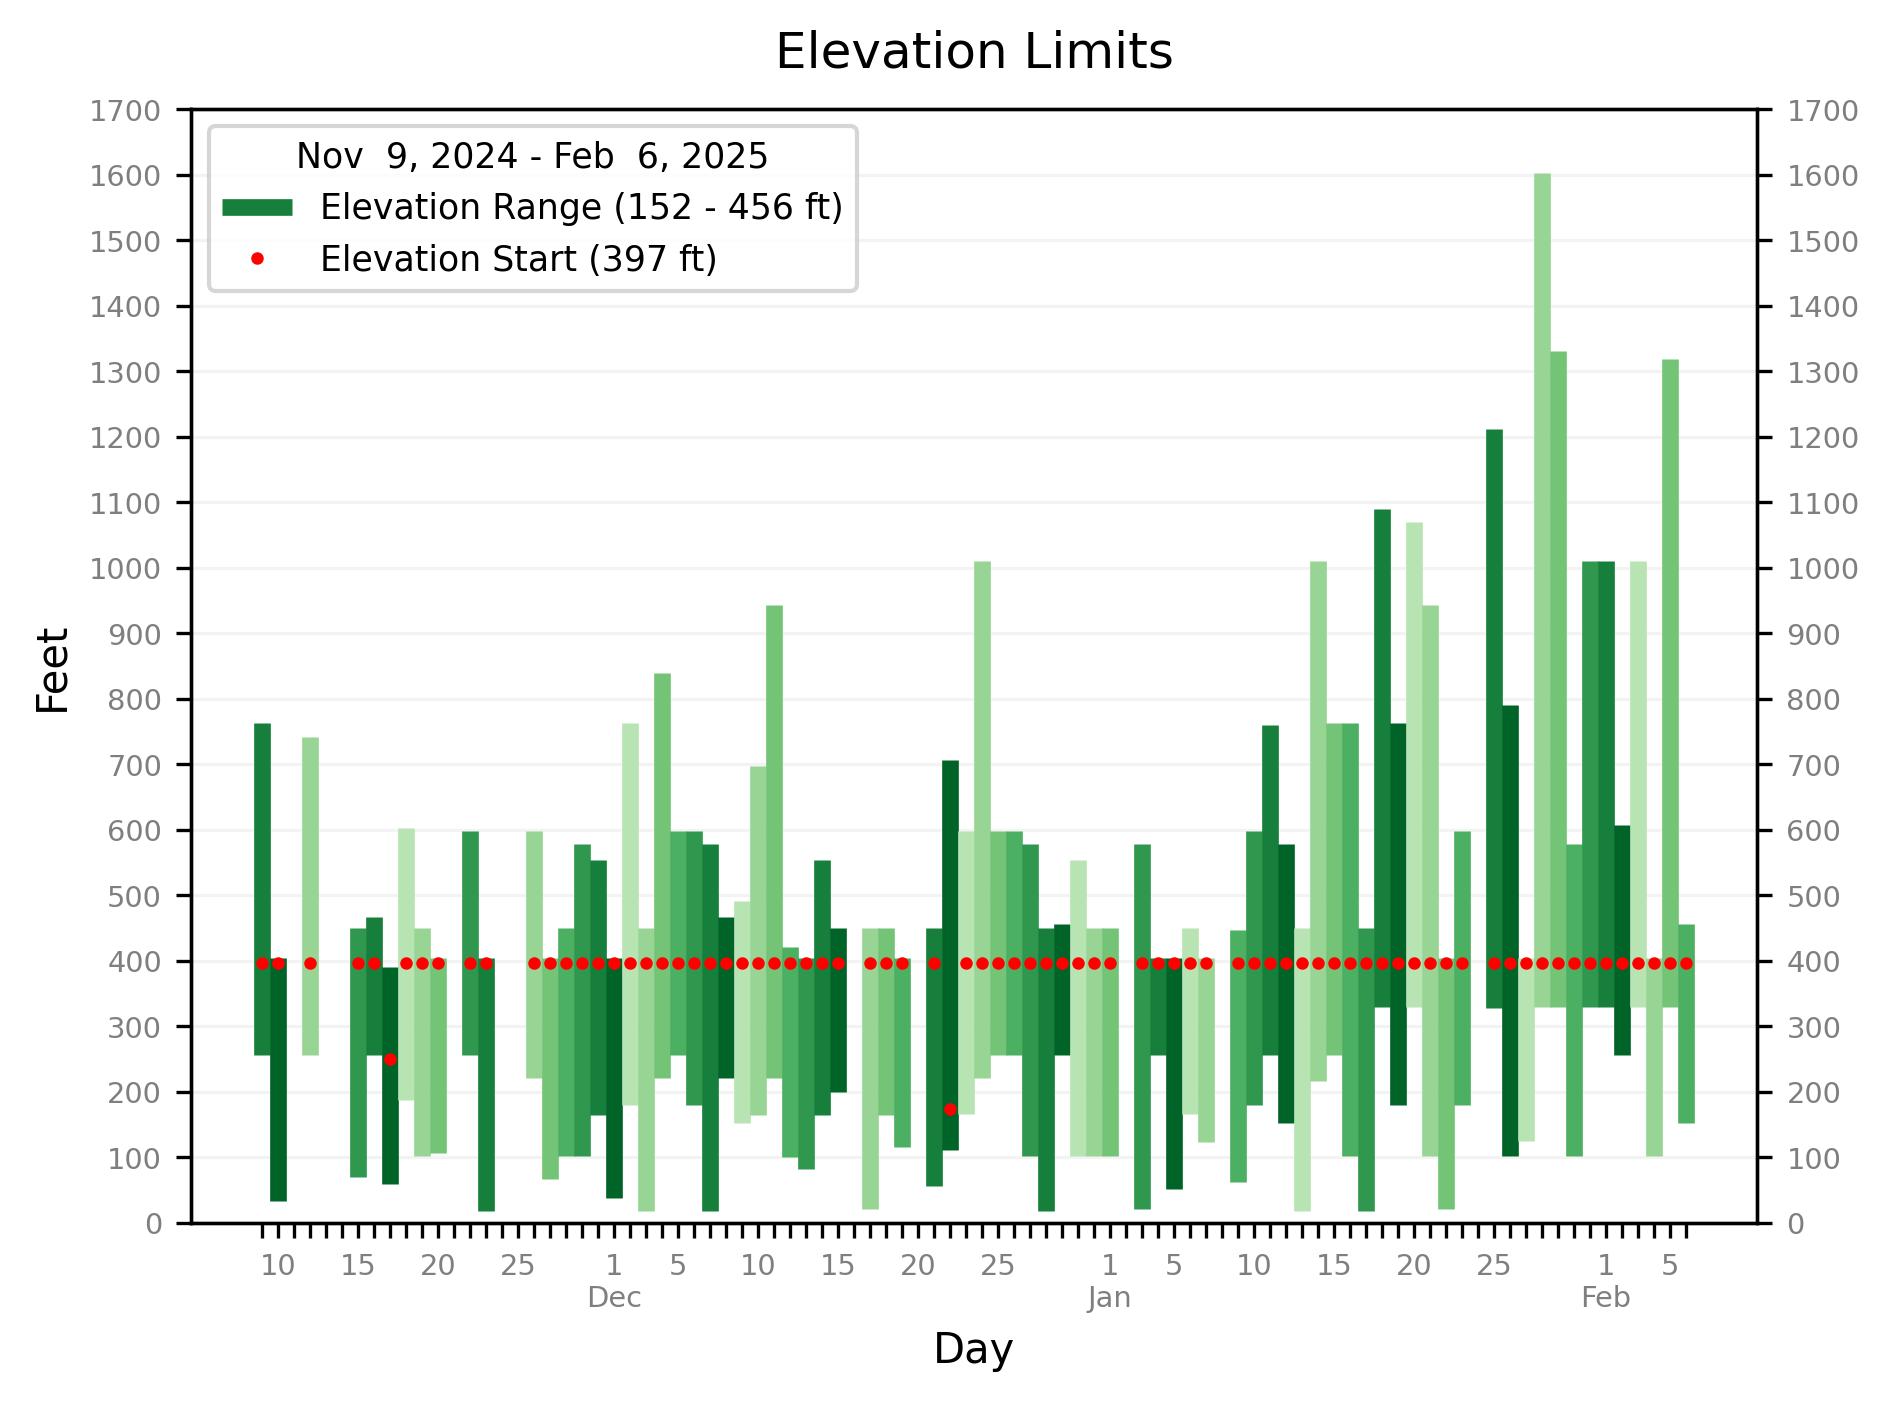 Elevation Limits
Nov  9, 2024 - Feb  6, 2025
Elevation Range (152 - 456 ft)
Elevation Start (397 ft)
Feet
1700 1700
1600 1600
1500 1500
1400 1400
1300 1300
1200 1200
1100 1100
1000 1000
900 900
800 800
700 700
600 600
500 500
400 400
300 300
200 200
100 100
0 0
10 15 20 25 1 5 10 15 20 25 1 5 10 15 20 25 1 5
Dec Jan Feb
Day